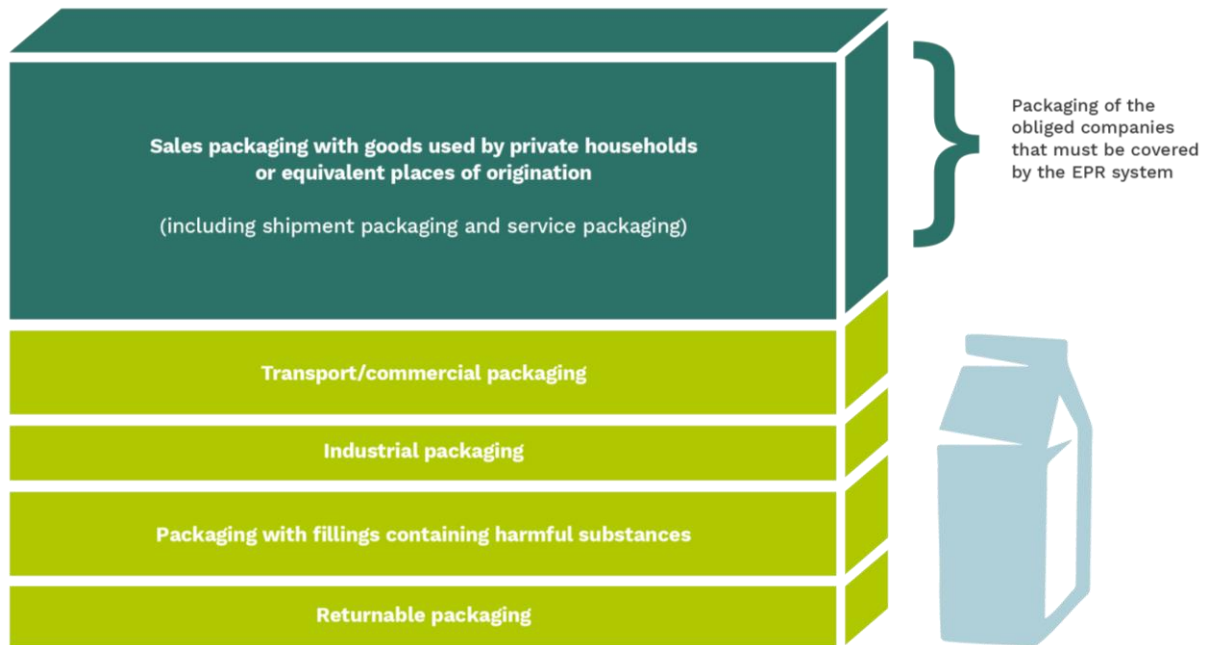 Sales packaging with goods used by private households
or equivalent places of origination
(including shipment packaging and service packaging)
Packaging of the
obliged companies
that must be covered
by the EPR system
Transport/commercial packaging
Industrial packaging
Packaging with fillings containing harmful substances
Returnable packaging